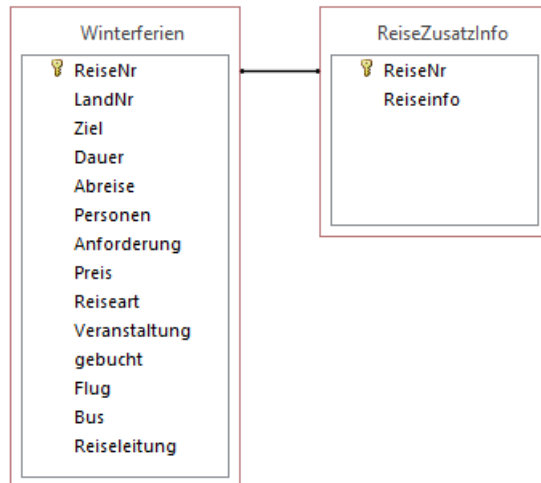 Winterferien
ReiseNr
LandNr
Ziel
Dauer
Abreise
Personen
Anforderung
Preis
Reiseart
Veranstaltung
gebucht
Flug
Bus
Reiseleitung
ReiseZusatzInfo
ReiseNr
Reiseinfo